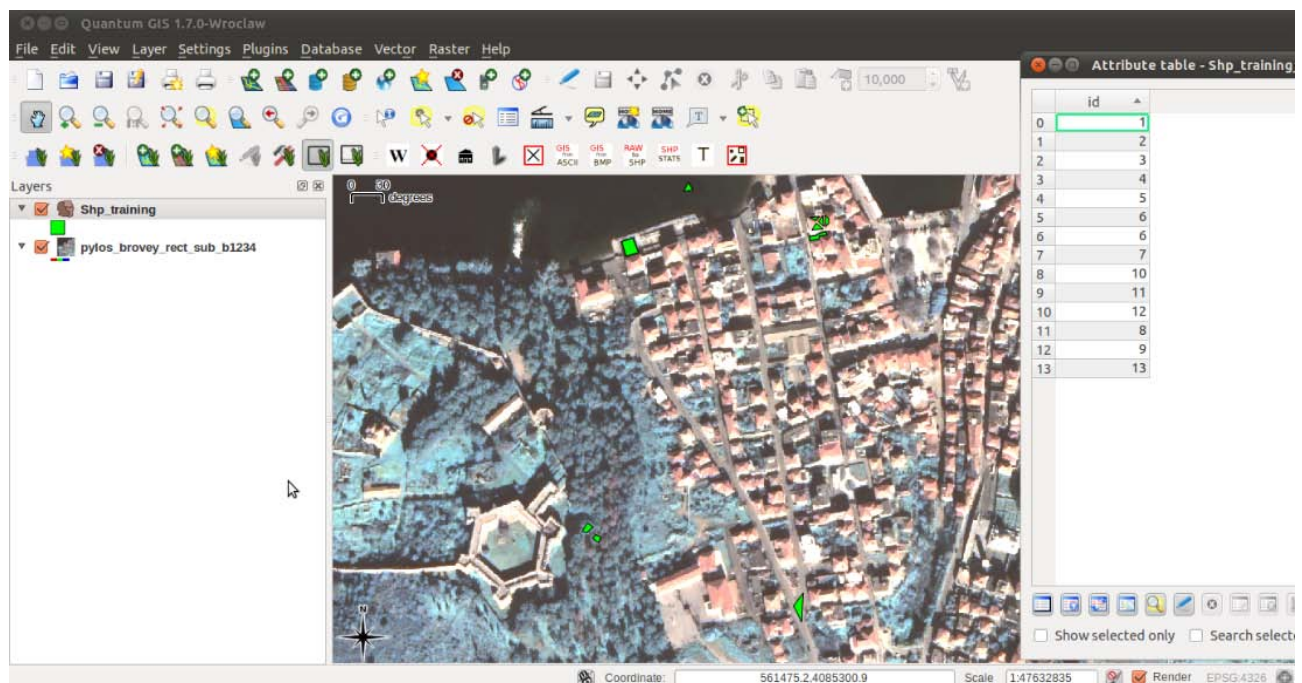 Quantum GIS 1.7.0-Wroclaw
File Edit View Layer Settings Plugins Database Vector Raster Help
10,000
T
W
GIS ASCII
GIS BMP
RAW SHP
SHP STATS
T
Layers
Shp_training
pylos_brovey_rect_sub_b1234
0 30
degrees
N
Attribute table - Shp_training
id
0 1
1 2
2 3
3 4
4 5
5 6
6 6
7 7
8 10
9 11
10 12
11 8
12 9
13 13
Show selected only Search selecte
Coordinate: 561475.2,4085300.9 Scale 1:47632835 Render EPSG:4326